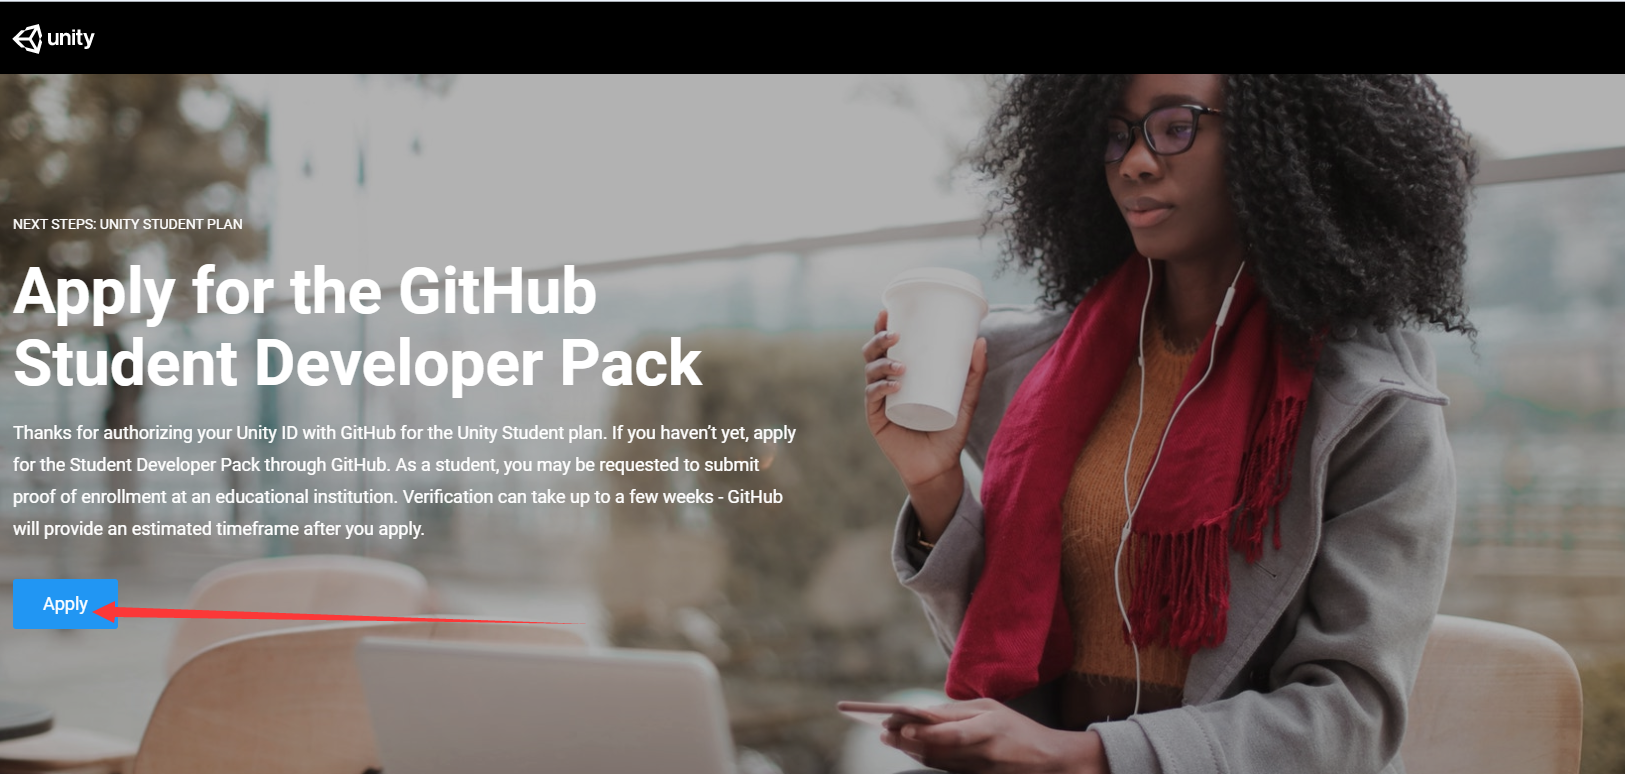 unity
NEXT STEPS: UNITY STUDENT PLAN
Apply for the GitHub
Student Developer Pack
Thanks for authorizing your Unity ID with GitHub for the Unity Student plan. If you haven’t yet, apply
for the Student Developer Pack through GitHub. As a student, you may be requested to submit
proof of enrollment at an educational institution. Verification can take up to a few weeks - GitHub
will provide an estimated timeframe after you apply.
Apply